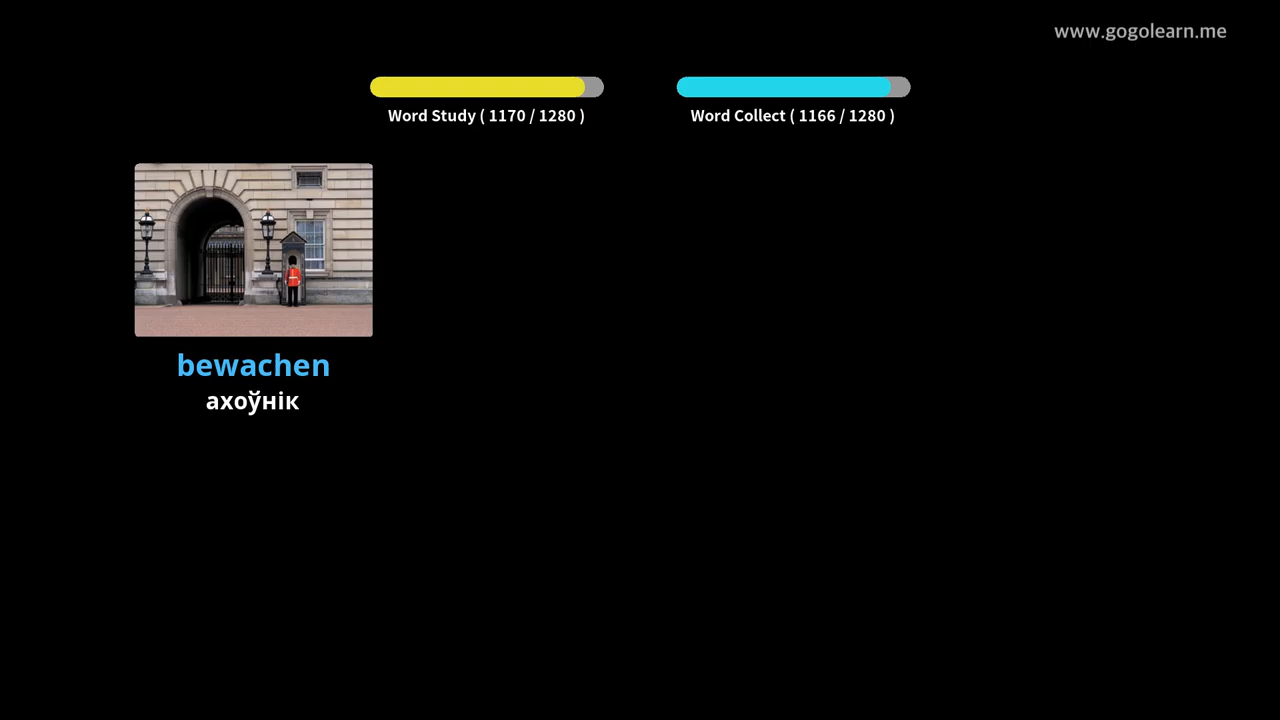 www.gogolearn.me
Word Study ( 1170 / 1280 )
Word Collect ( 1166 / 1280 )
bewachen
ахоўнік